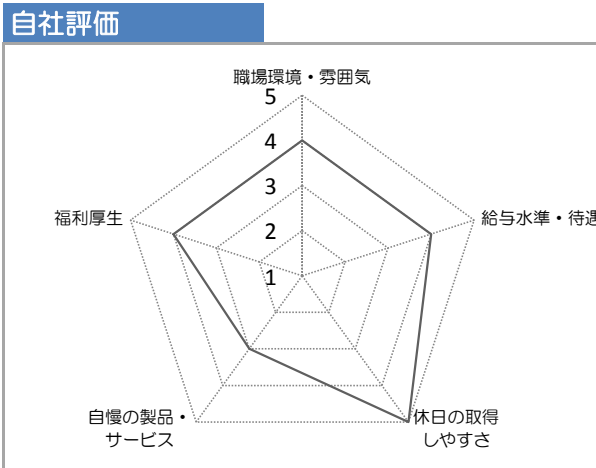 自社評価
職場環境・雰囲気
5
4
3
2
1
福利厚生
給与水準・待遇
自慢の製品・
サービス
休日の取得
しやすさ